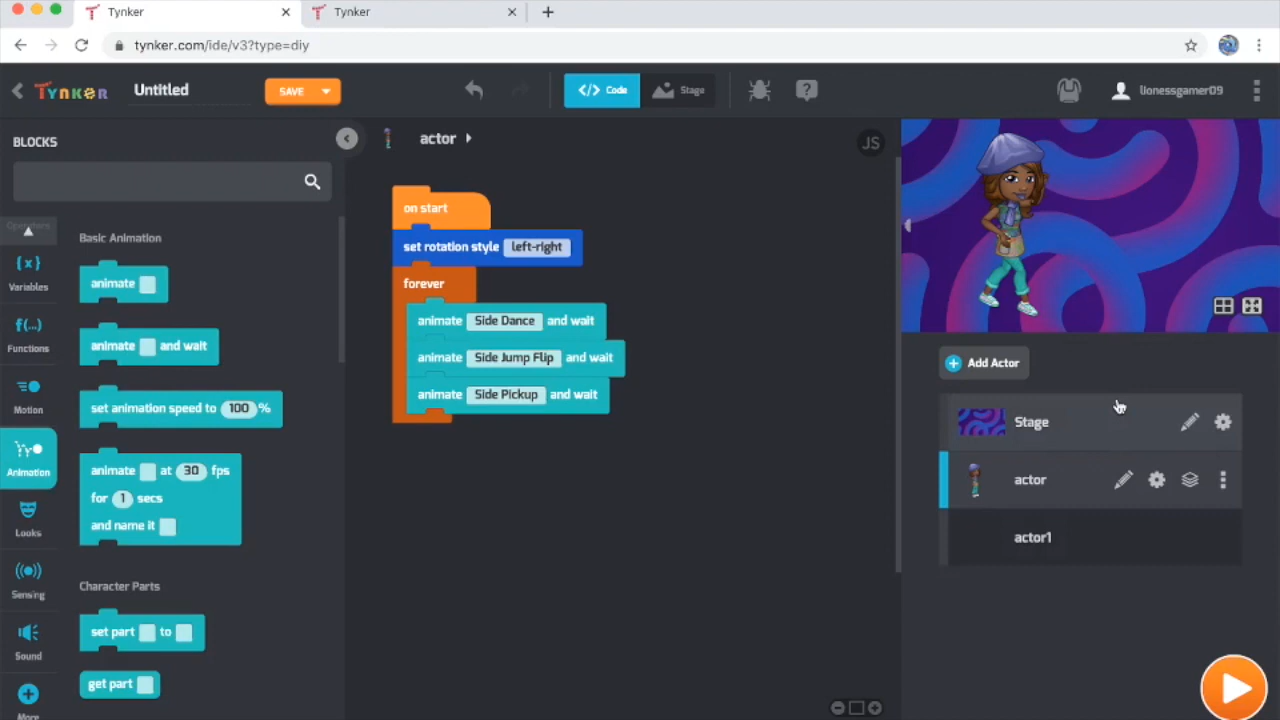 Tynker
Tynker
tynker.com/ide/v3?type=diy
TYNKER
Untitled
SAVE
</> Code
Stage
lionessgamer09
BLOCKS
actor
JS
Operators
{x}
Variables
f(...)
Functions
Motion
Animation
Looks
Sensing
Sound
More
Basic Animation
animate
animate and wait
set animation speed to 100 %
animate at 30 fps
for 1 secs
and name it
Character Parts
set part to
get part
on start
set rotation style left-right
forever
animate Side Dance and wait
animate Side Jump Flip and wait
animate Side Pickup and wait
Add Actor
Stage
actor
actor1